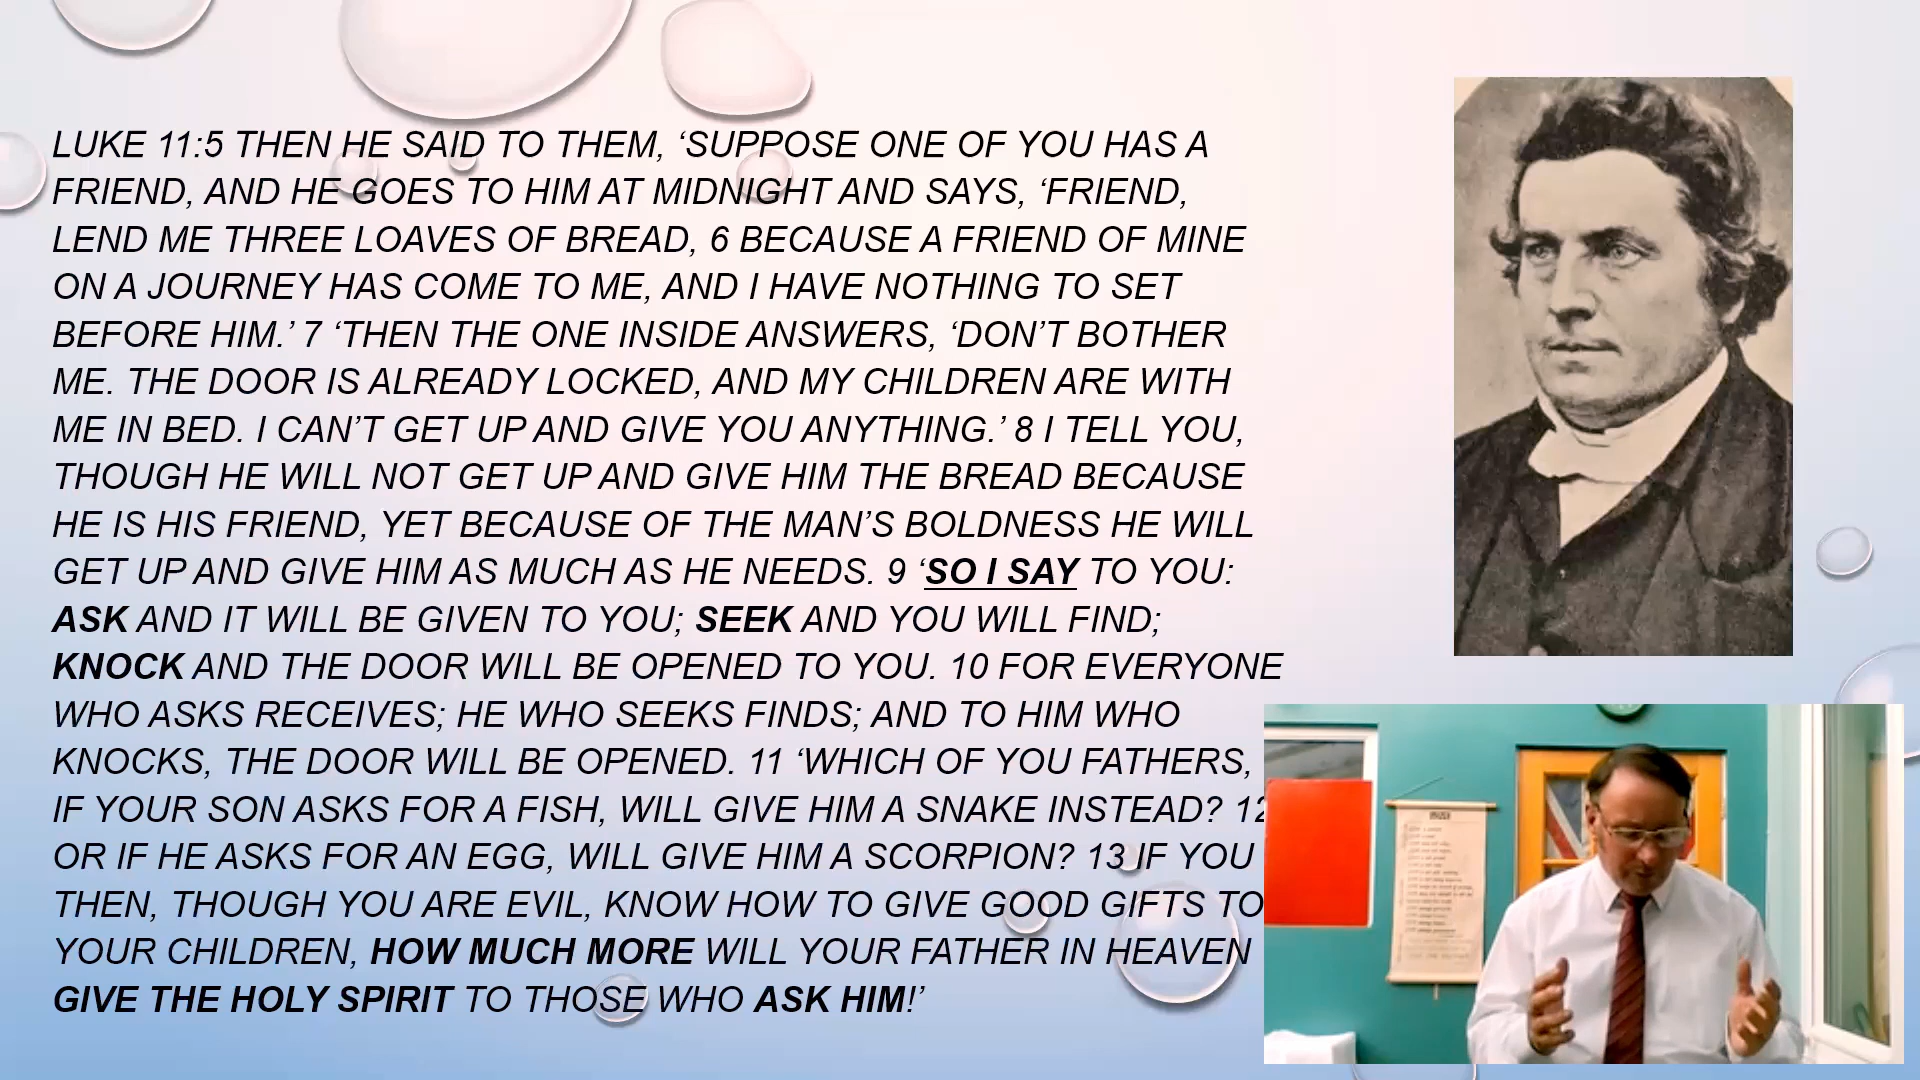 LUKE 11:5 THEN HE SAID TO THEM, ‘SUPPOSE ONE OF YOU HAS A
FRIEND, AND HE GOES TO HIM AT MIDNIGHT AND SAYS, ‘FRIEND,
LEND ME THREE LOAVES OF BREAD, 6 BECAUSE A FRIEND OF MINE
ON A JOURNEY HAS COME TO ME, AND I HAVE NOTHING TO SET
BEFORE HIM.’ 7 ‘THEN THE ONE INSIDE ANSWERS, ‘DON’T BOTHER
ME. THE DOOR IS ALREADY LOCKED, AND MY CHILDREN ARE WITH
ME IN BED. I CAN’T GET UP AND GIVE YOU ANYTHING.’ 8 I TELL YOU,
THOUGH HE WILL NOT GET UP AND GIVE HIM THE BREAD BECAUSE
HE IS HIS FRIEND, YET BECAUSE OF THE MAN’S BOLDNESS HE WILL
GET UP AND GIVE HIM AS MUCH AS HE NEEDS. 9 ‘SO I SAY TO YOU:
ASK AND IT WILL BE GIVEN TO YOU; SEEK AND YOU WILL FIND;
KNOCK AND THE DOOR WILL BE OPENED TO YOU. 10 FOR EVERYONE
WHO ASKS RECEIVES; HE WHO SEEKS FINDS; AND TO HIM WHO
KNOCKS, THE DOOR WILL BE OPENED. 11 ‘WHICH OF YOU FATHERS,
IF YOUR SON ASKS FOR A FISH, WILL GIVE HIM A SNAKE INSTEAD? 12
OR IF HE ASKS FOR AN EGG, WILL GIVE HIM A SCORPION? 13 IF YOU
THEN, THOUGH YOU ARE EVIL, KNOW HOW TO GIVE GOOD GIFTS TO
YOUR CHILDREN, HOW MUCH MORE WILL YOUR FATHER IN HEAVEN
GIVE THE HOLY SPIRIT TO THOSE WHO ASK HIM!’